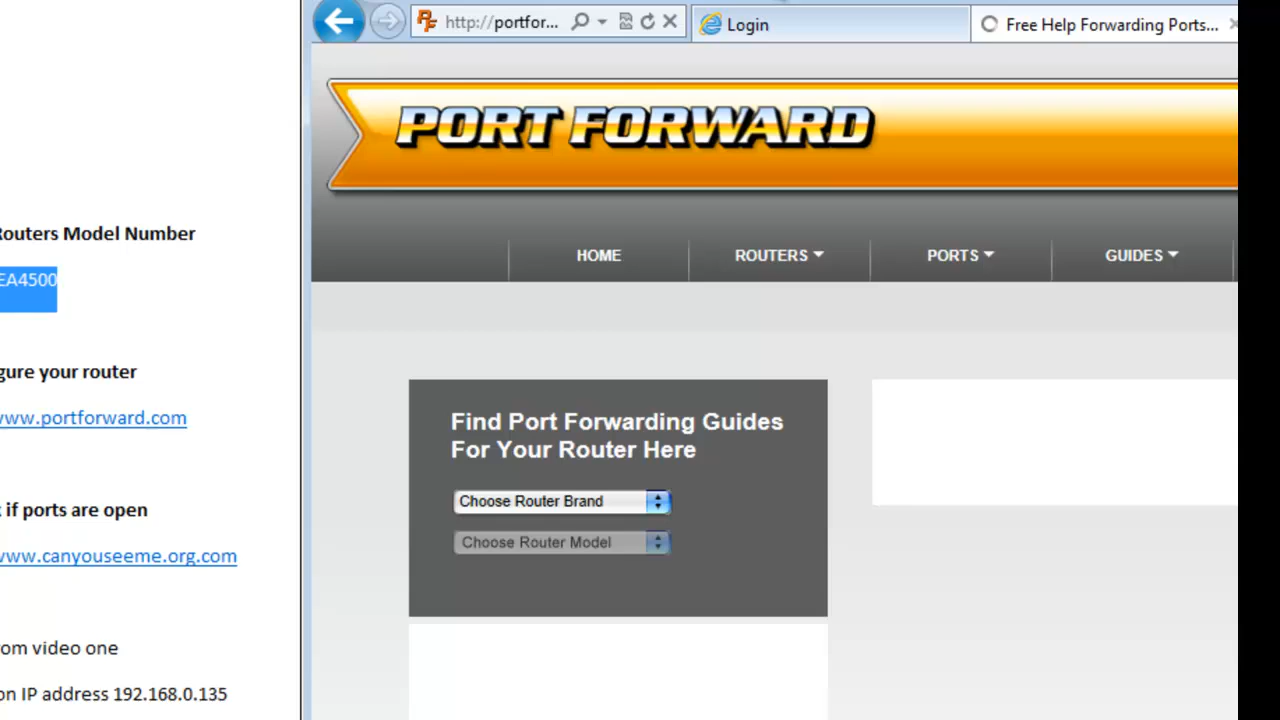 Routers Model Number
EA4500
gure your router
www.portforward.com
if ports are open
www.canyouseeme.org.com
om video one
on IP address 192.168.0.135
http://portfor...
Login
Free Help Forwarding Ports...
PORT FORWARD
HOME
ROUTERS
PORTS
GUIDES
Find Port Forwarding Guides
For Your Router Here
Choose Router Brand
Choose Router Model